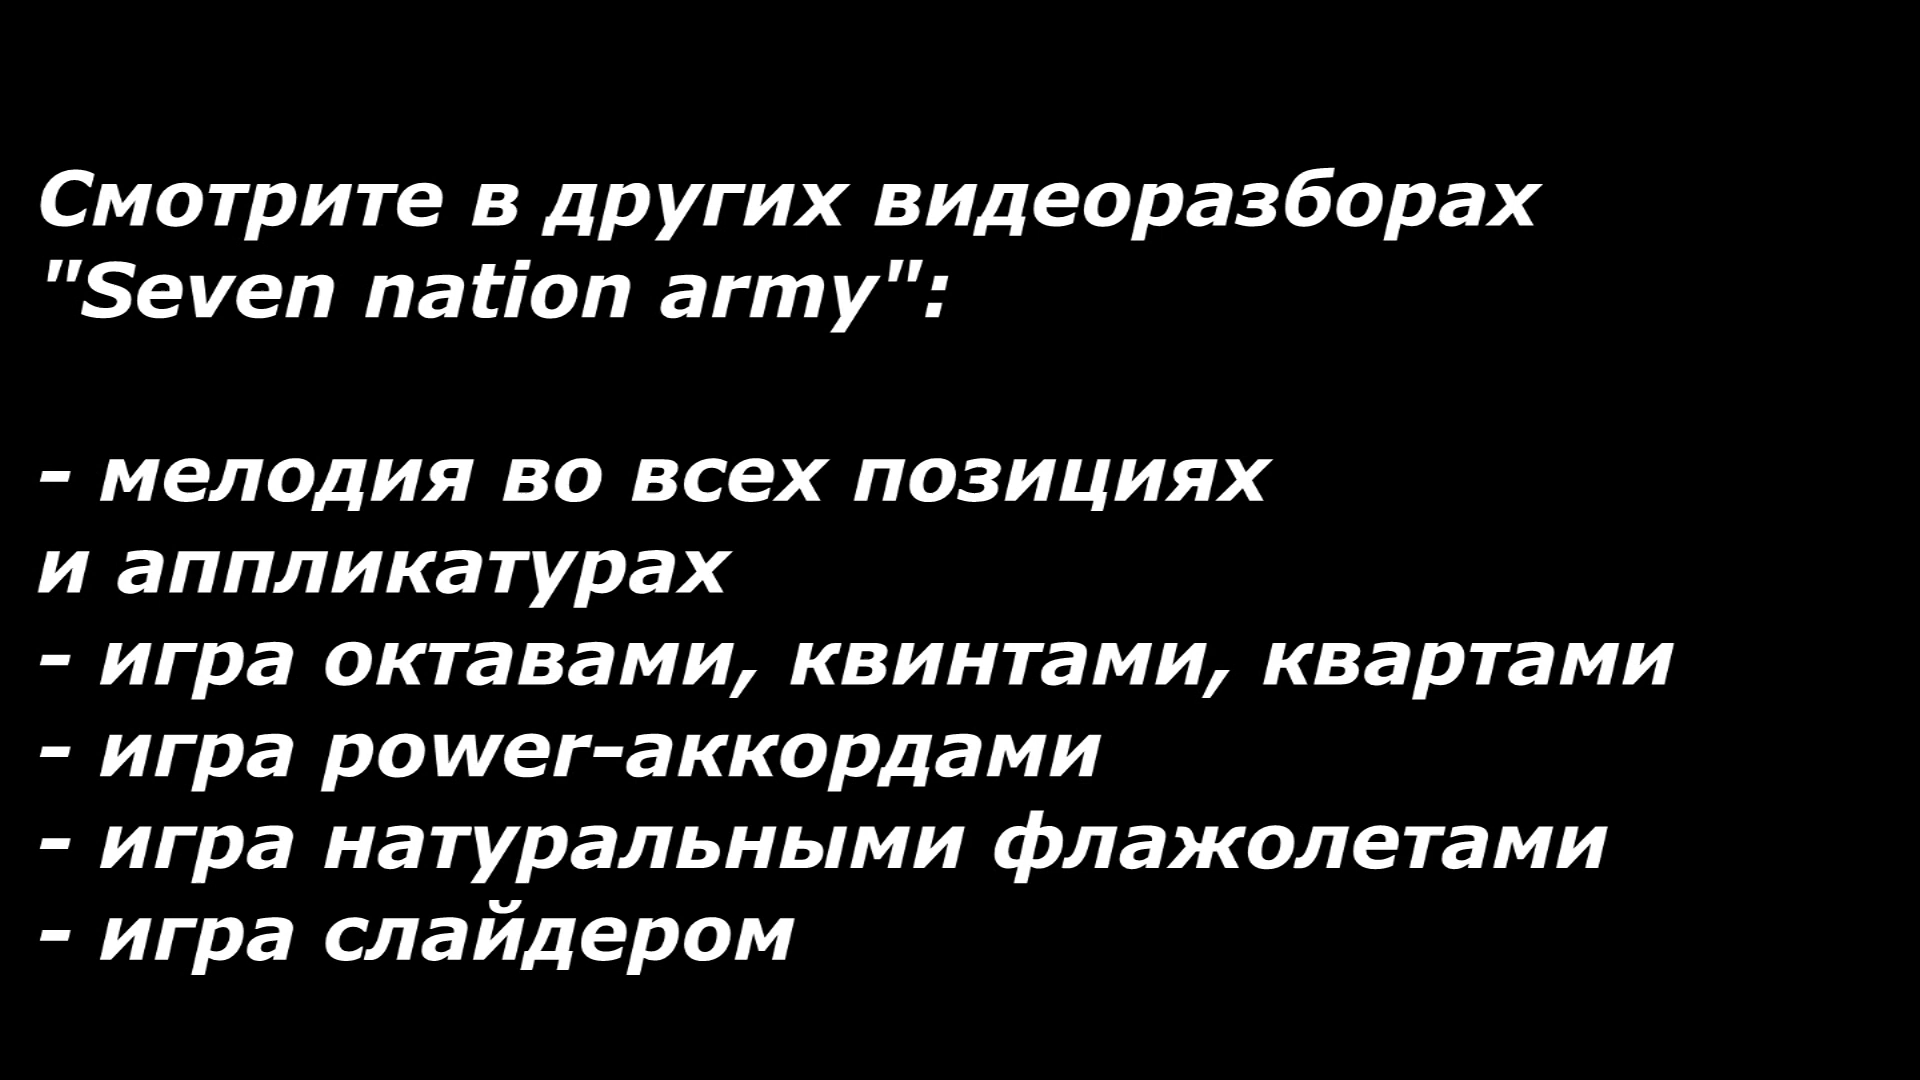 Смотрите в других видеоразборах
"Seven nation army":
- мелодия во всех позициях
и аппликатурах
- игра октавами, квинтами, квартами
- игра power-аккордами
- игра натуральными флажолетами
- игра слайдером